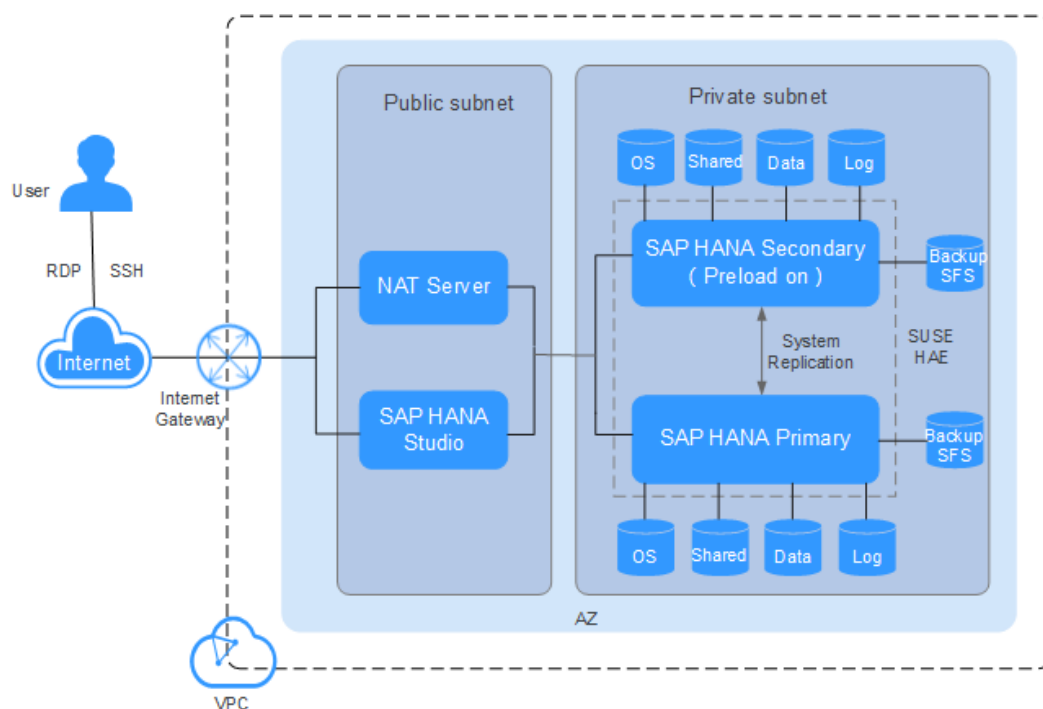 Public subnet
Private subnet
OS
Shared
Data
Log
User
RDP
SSH
Internet
Internet
Gateway
NAT Server
SAP HANA
Studio
SAP HANA Secondary
( Preload on )
Backup
SFS
System
Replication
SUSE
HAE
SAP HANA Primary
Backup
SFS
OS
Shared
Data
Log
AZ
VPC